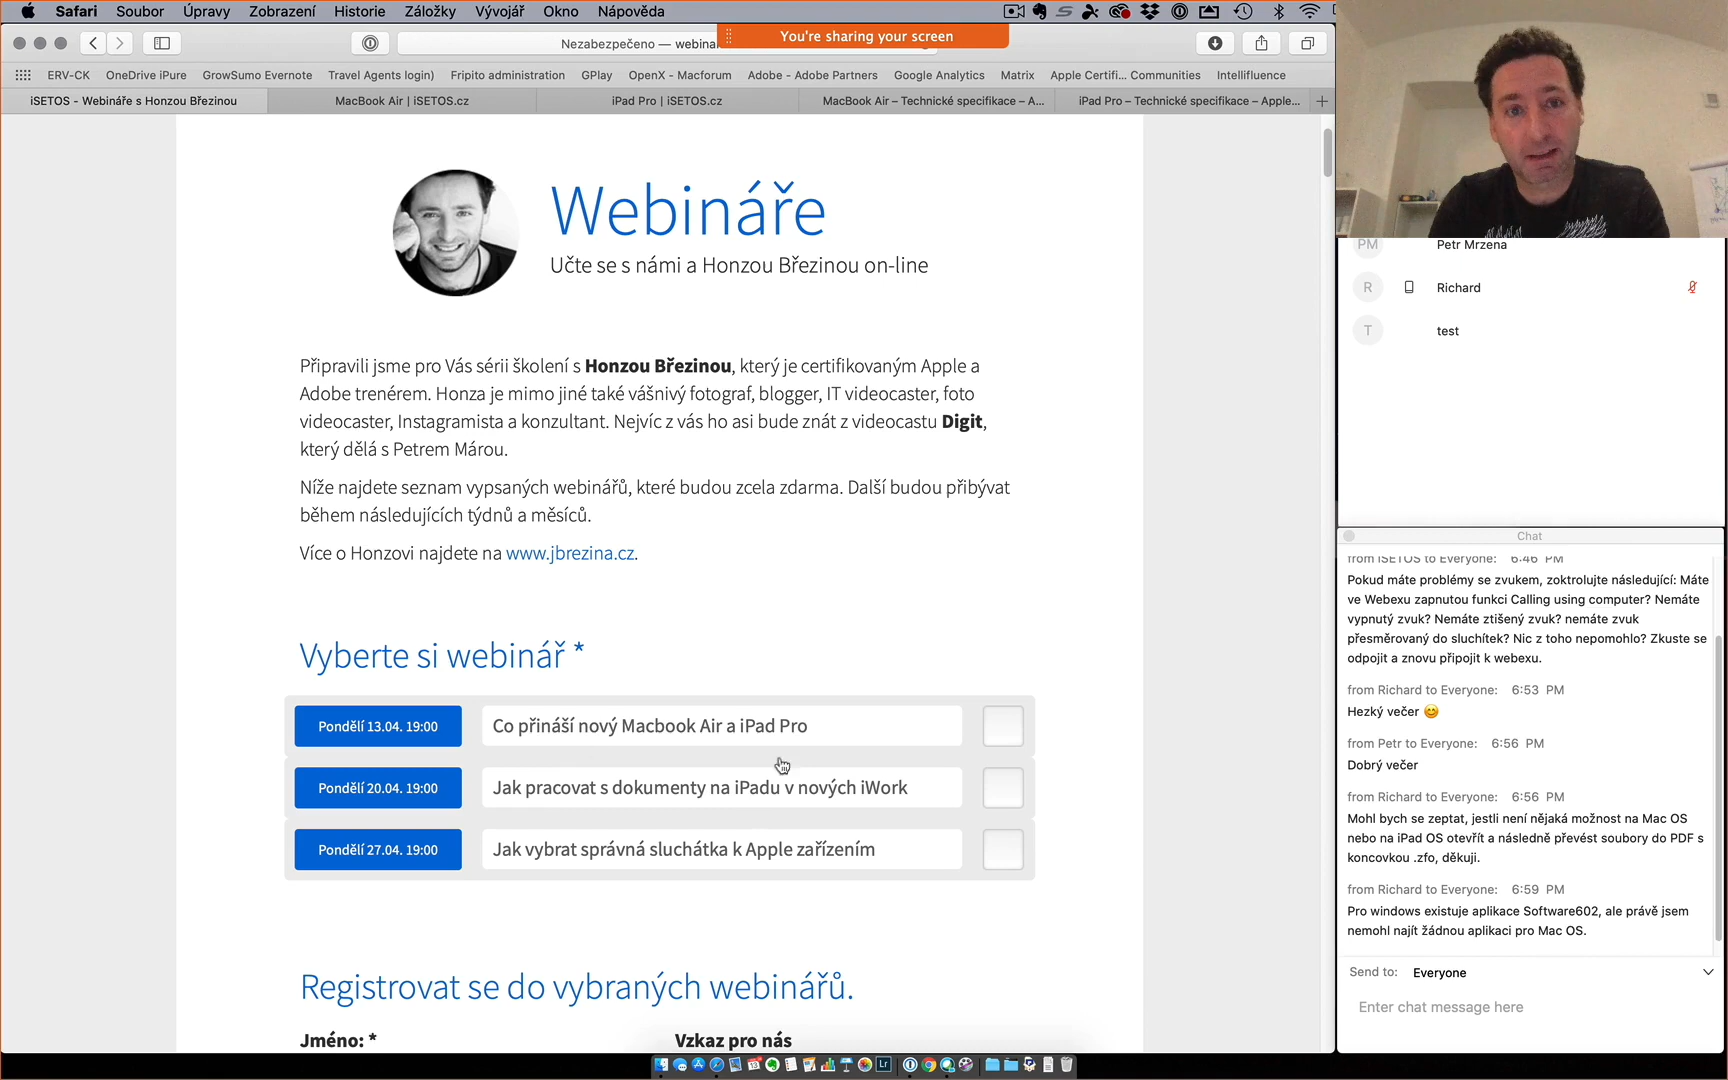 Safari Soubor Úpravy Zobrazení Historie Záložky Vývojář Okno Nápověda
You're sharing your screen
Nezabezpečeno — webinar
ERV-CK OneDrive iPure GrowSumo Evernote Travel Agents login) Fripito administration GPlay OpenX - Macforum Adobe - Adobe Partners Google Analytics Matrix Apple Certifi... Communities Intellifluence
iSETOS - Webináře s Honzou Březinou MacBook Air | iSETOS.cz iPad Pro | iSETOS.cz MacBook Air – Technické specifikace – A... iPad Pro – Technické specifikace – Apple...
Webináře
Učte se s námi a Honzou Březinou on-line
Připravili jsme pro Vás sérii školení s Honzou Březinou, který je certifikovaným Apple a
Adobe trenérem. Honza je mimo jiné také vášnivý fotograf, blogger, IT videocaster, foto
videocaster, Instagramista a konzultant. Nejvíc z vás ho asi bude znát z videocastu Digit,
který dělá s Petrem Márou.
Níže najdete seznam vypsaných webinářů, které budou zcela zdarma. Další budou přibývat
během následujících týdnů a měsíců.
Více o Honzovi najdete na www.jbrezina.cz.
Vyberte si webinář *
Pondělí 13.04. 19:00 Co přináší nový Macbook Air a iPad Pro
Pondělí 20.04. 19:00 Jak pracovat s dokumenty na iPadu v nových iWork
Pondělí 27.04. 19:00 Jak vybrat správná sluchátka k Apple zařízením
Registrovat se do vybraných webinářů.
Jméno: * Vzkaz pro nás
PM Petr Mrzena
R Richard
T test
Chat
from iSETOS to Everyone: 6:46 PM
Pokud máte problémy se zvukem, zoktrolujte následující: Máte
ve Webexu zapnutou funkci Calling using computer? Nemáte
vypnutý zvuk? Nemáte ztišený zvuk? nemáte zvuk
přesměrovaný do sluchítek? Nic z toho nepomohlo? Zkuste se
odpojit a znovu připojit k webexu.
from Richard to Everyone: 6:53 PM
Hezký večer 😊
from Petr to Everyone: 6:56 PM
Dobrý večer
from Richard to Everyone: 6:56 PM
Mohl bych se zeptat, jestli není nějaká možnost na Mac OS
nebo na iPad OS otevřít a následně převést soubory do PDF s
koncovkou .zfo, děkuji.
from Richard to Everyone: 6:59 PM
Pro windows existuje aplikace Software602, ale právě jsem
nemohl najít žádnou aplikaci pro Mac OS.
Send to: Everyone
Enter chat message here